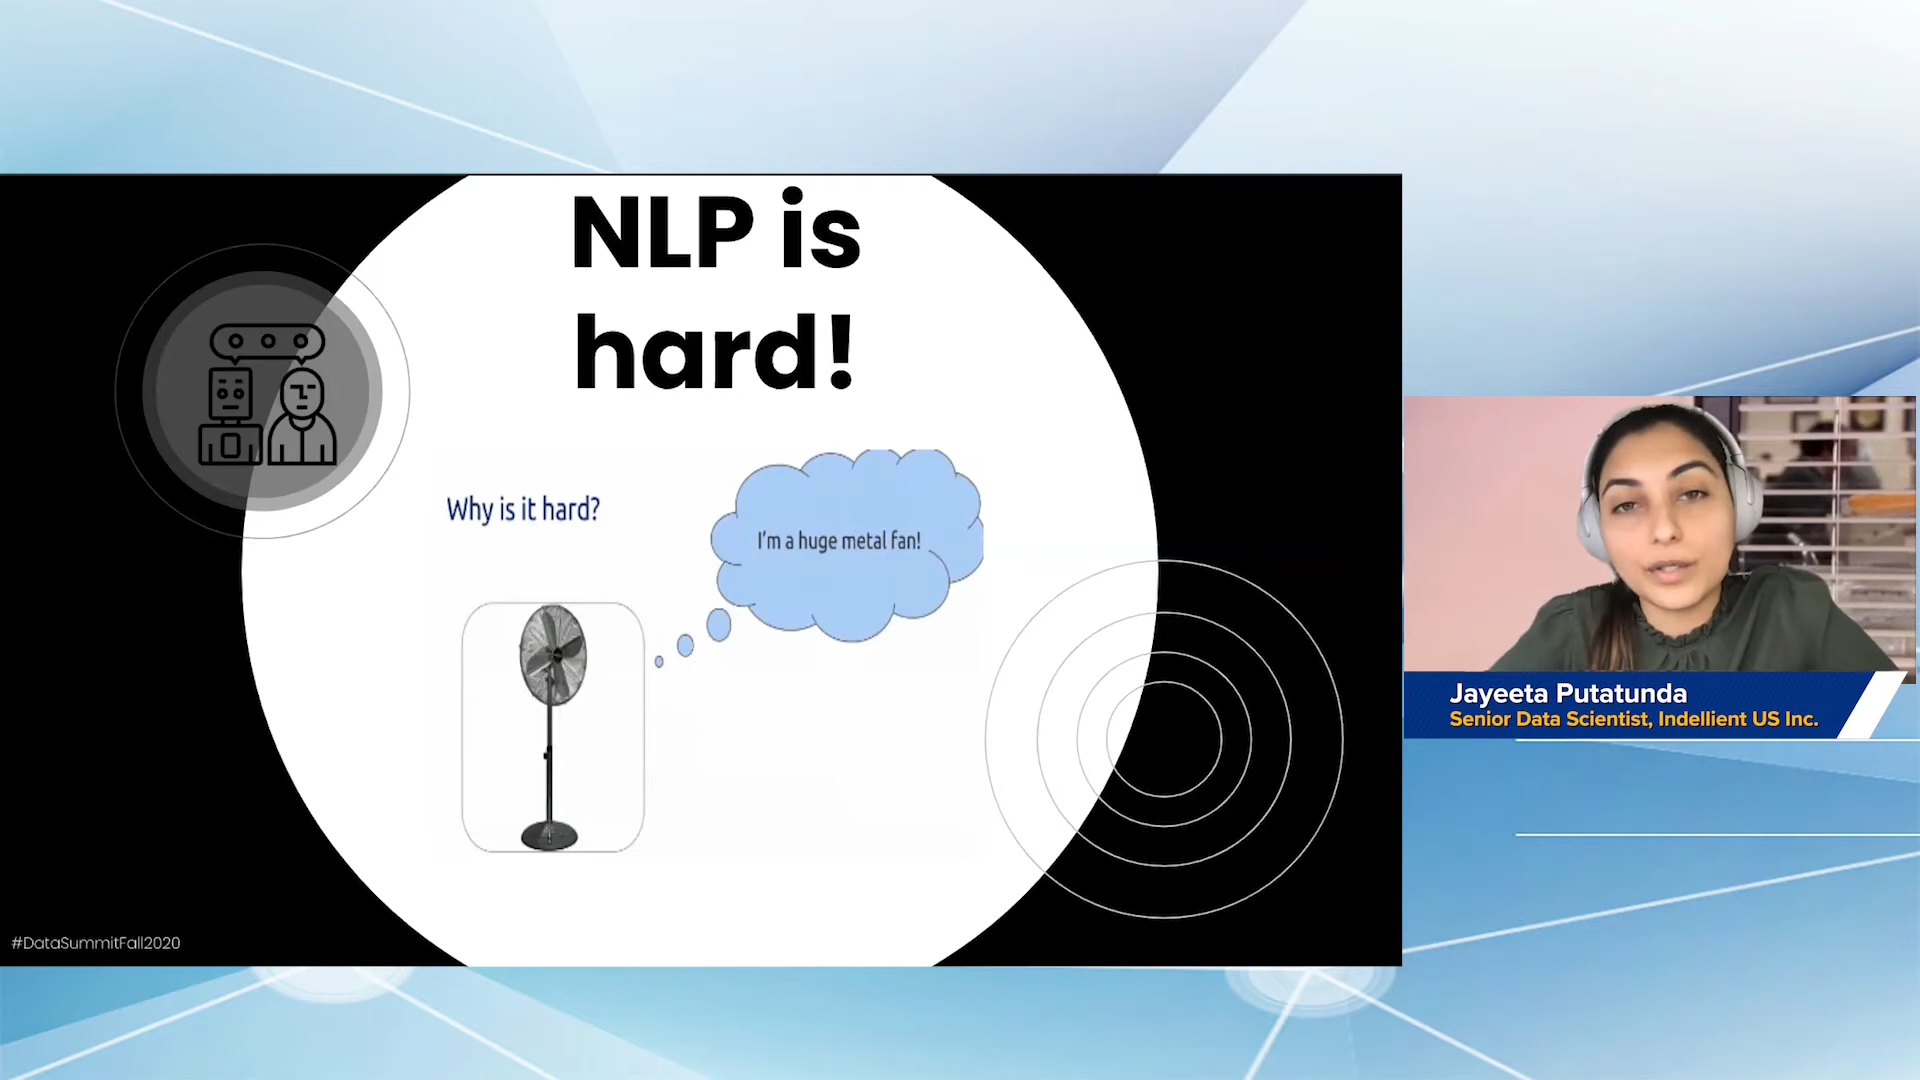 NLP is
hard!
Why is it hard?
I'm a huge metal fan!
#DataSummitFall2020
Jayeeta Putatunda
Senior Data Scientist, Indellient US Inc.